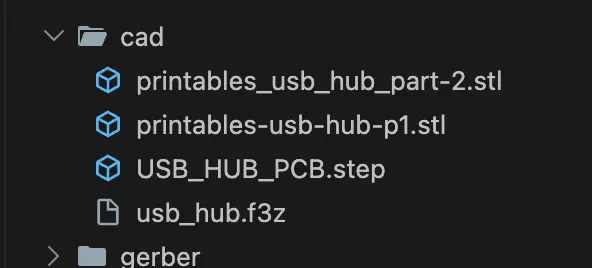 cad
printables_usb_hub_part-2.stl
printables-usb-hub-p1.stl
USB_HUB_PCB.step
usb_hub.f3z
gerber